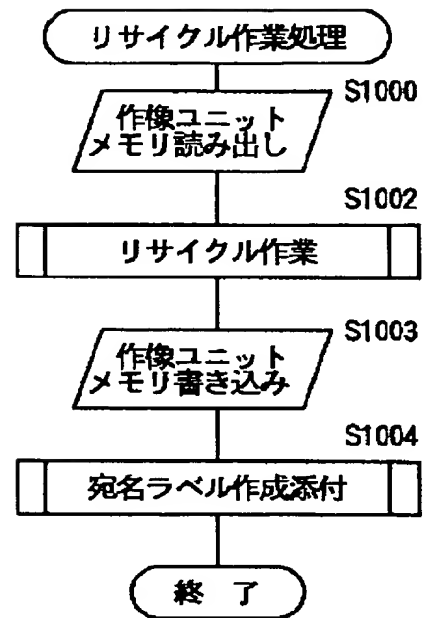 リサイクル作業処理
S1000
作像ユニット
メモリ読み出し
S1002
リサイクル作業
S1003
作像ユニット
メモリ書き込み
S1004
宛名ラベル作成添付
終 了